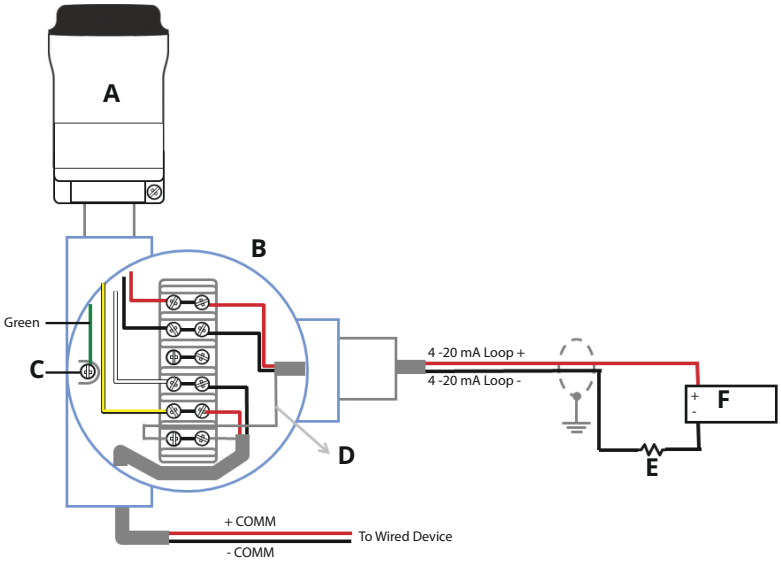 A
B
Green
C
4 -20 mA Loop +
4 -20 mA Loop -
+
F
-
D
E
+ COMM
To Wired Device
- COMM